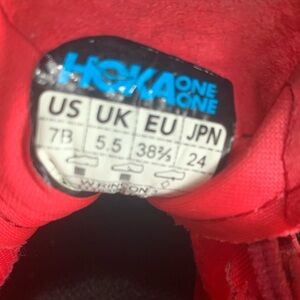 HOKA ONE
ONE
US UK EU JPN
7B 5.5 38⅔ 24